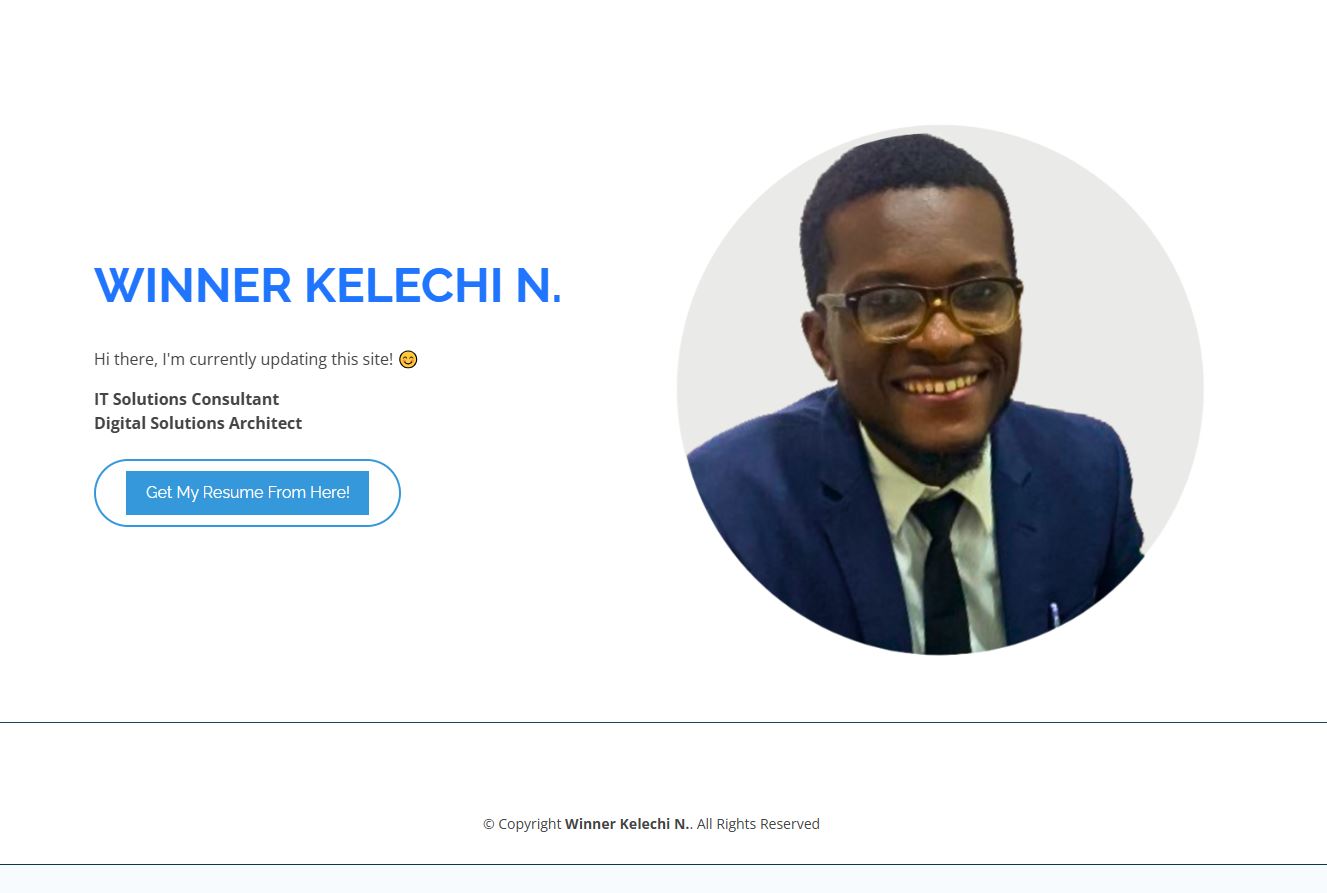 WINNER KELECHI N.
Hi there, I'm currently updating this site! 😊
IT Solutions Consultant
Digital Solutions Architect
Get My Resume From Here!
© Copyright Winner Kelechi N.. All Rights Reserved